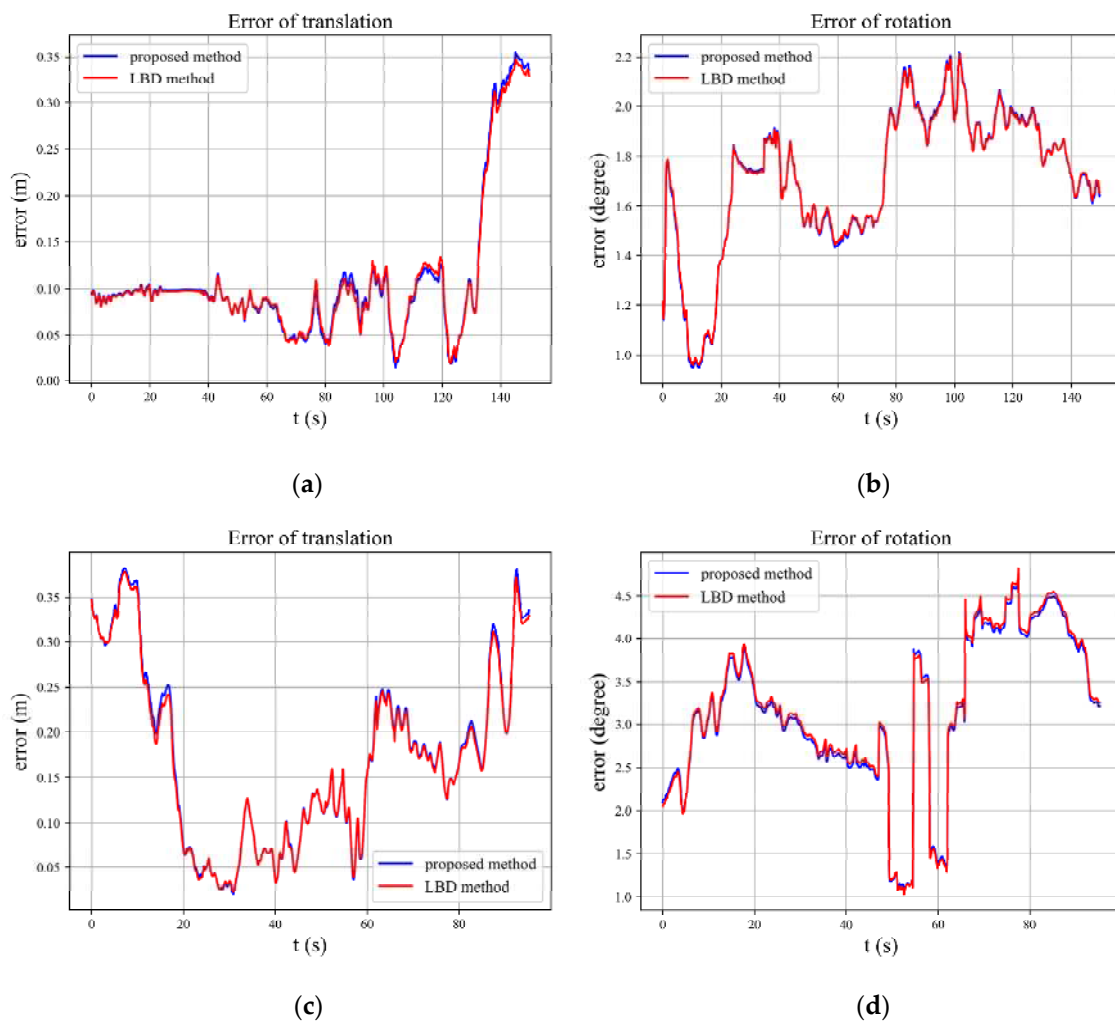 Error of translation
proposed method
LBD method
0.35
0.30
0.25
0.20
0.15
0.10
0.05
0.00
error (m)
0 20 40 60 80 100 120 140
t (s)
(a)
Error of rotation
proposed method
LBD method
2.2
2.0
1.8
1.6
1.4
1.2
1.0
error (degree)
0 20 40 60 80 100 120 140
t (s)
(b)
Error of translation
0.35
0.30
0.25
0.20
0.15
0.10
0.05
error (m)
proposed method
LBD method
0 20 40 60 80
t (s)
(c)
Error of rotation
proposed method
LBD method
4.5
4.0
3.5
3.0
2.5
2.0
1.5
1.0
error (degree)
0 20 40 60 80
t (s)
(d)